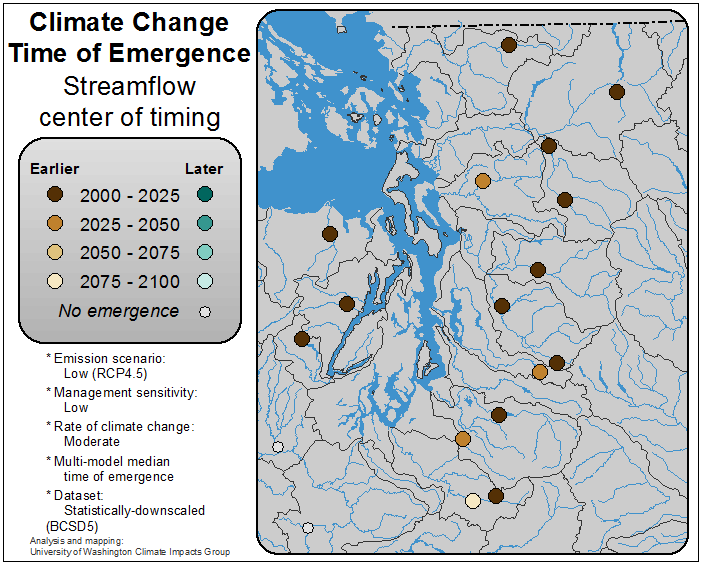 Climate Change
Time of Emergence
Streamflow
center of timing
Earlier Later
2000 - 2025
2025 - 2050
2050 - 2075
2075 - 2100
No emergence
* Emission scenario:
Low (RCP4.5)
* Management sensitivity:
Low
* Rate of climate change:
Moderate
* Multi-model median
time of emergence
* Dataset:
Statistically-downscaled
(BCSD5)
Analysis and mapping:
University of Washington Climate Impacts Group